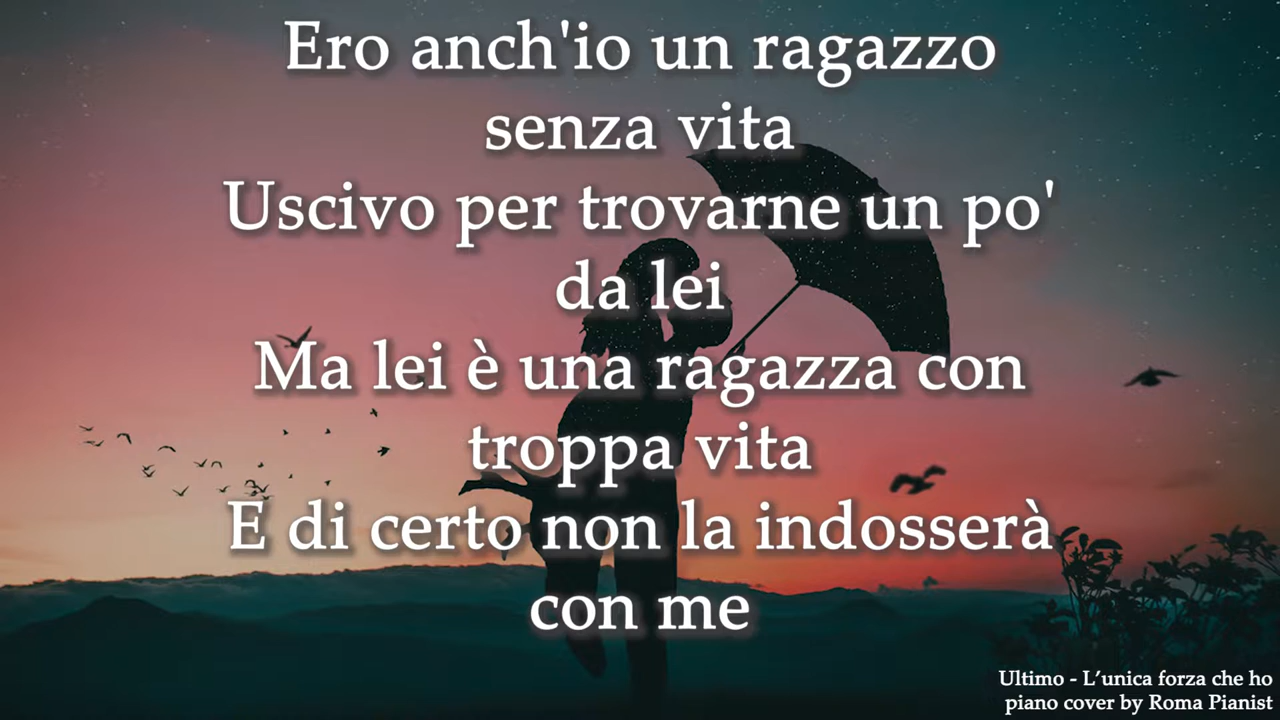 Ero anch'io un ragazzo
senza vita
Uscivo per trovarne un po'
da lei
Ma lei è una ragazza con
troppa vita
E di certo non la indosserà
con me
Ultimo - L’unica forza che ho
piano cover by Roma Pianist